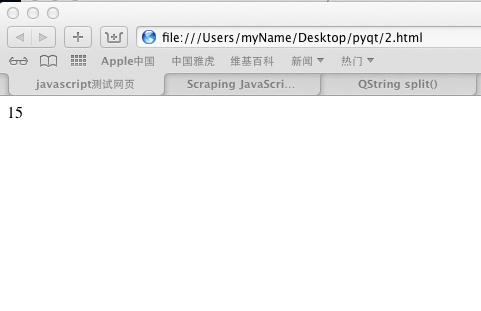 file:///Users/myName/Desktop/pyqt/2.html
Apple中国 中国雅虎 维基百科 新闻 热门
javascript测试网页 Scraping JavaScri... QString split()
15